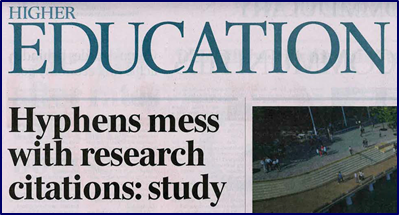 HIGHER
EDUCATION
Hyphens mess
with research
citations: study